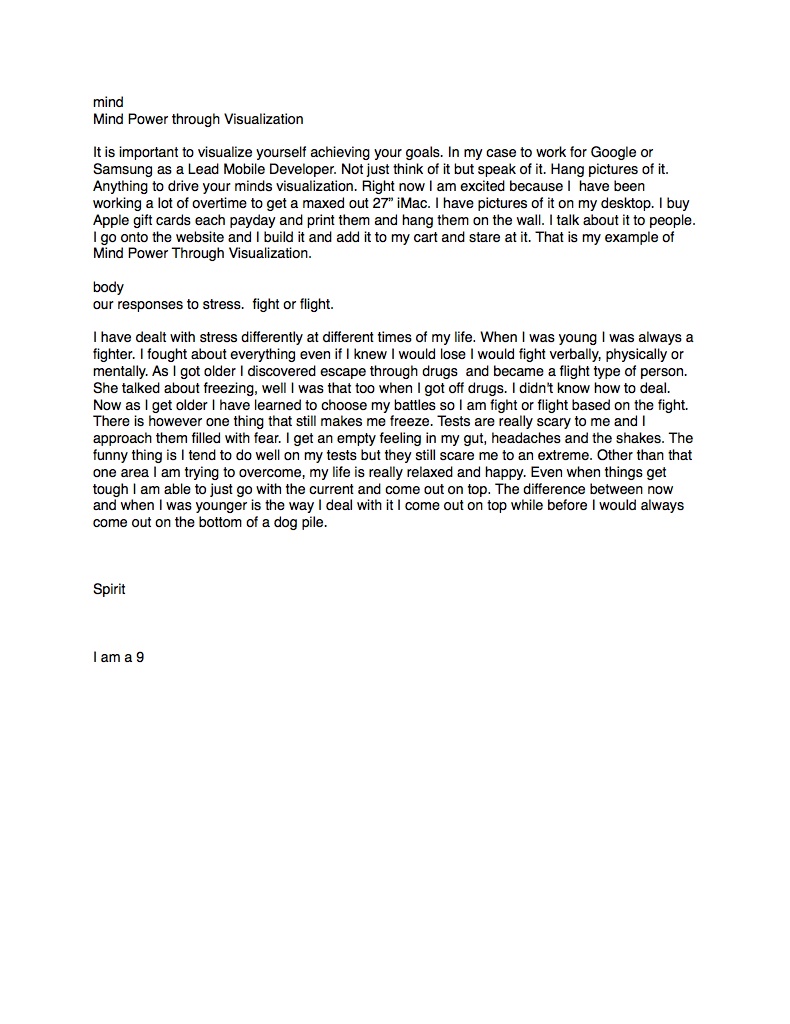 mind
Mind Power through Visualization
It is important to visualize yourself achieving your goals. In my case to work for Google or
Samsung as a Lead Mobile Developer. Not just think of it but speak of it. Hang pictures of it.
Anything to drive your minds visualization. Right now I am excited because I  have been
working a lot of overtime to get a maxed out 27” iMac. I have pictures of it on my desktop. I buy
Apple gift cards each payday and print them and hang them on the wall. I talk about it to people.
I go onto the website and I build it and add it to my cart and stare at it. That is my example of
Mind Power Through Visualization.
body
our responses to stress.  fight or flight.
I have dealt with stress differently at different times of my life. When I was young I was always a
fighter. I fought about everything even if I knew I would lose I would fight verbally, physically or
mentally. As I got older I discovered escape through drugs  and became a flight type of person.
She talked about freezing, well I was that too when I got off drugs. I didn't know how to deal.
Now as I get older I have learned to choose my battles so I am fight or flight based on the fight.
There is however one thing that still makes me freeze. Tests are really scary to me and I
approach them filled with fear. I get an empty feeling in my gut, headaches and the shakes. The
funny thing is I tend to do well on my tests but they still scare me to an extreme. Other than that
one area I am trying to overcome, my life is really relaxed and happy. Even when things get
tough I am able to just go with the current and come out on top. The difference between now
and when I was younger is the way I deal with it I come out on top while before I would always
come out on the bottom of a dog pile.
Spirit
I am a 9